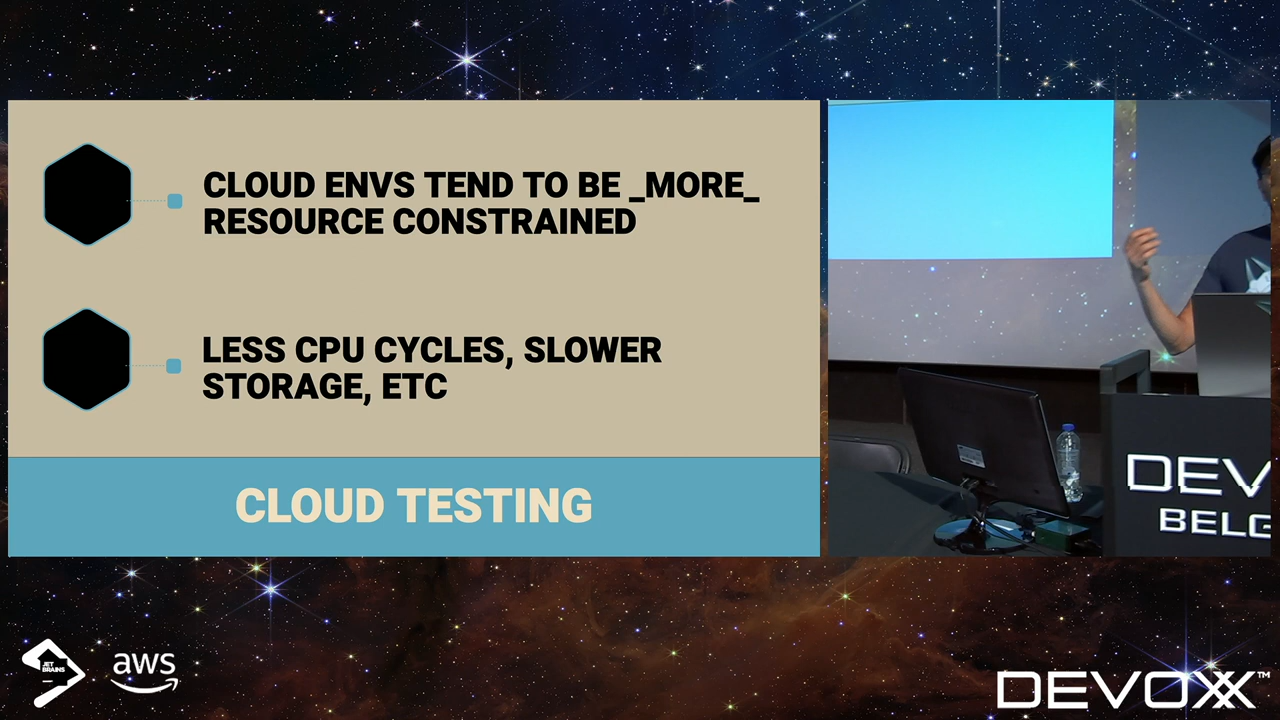 CLOUD ENVS TEND TO BE _MORE_
RESOURCE CONSTRAINED
LESS CPU CYCLES, SLOWER
STORAGE, ETC
CLOUD TESTING
DEV
BELG
JET
BRAINS
aws
DEVOXX™